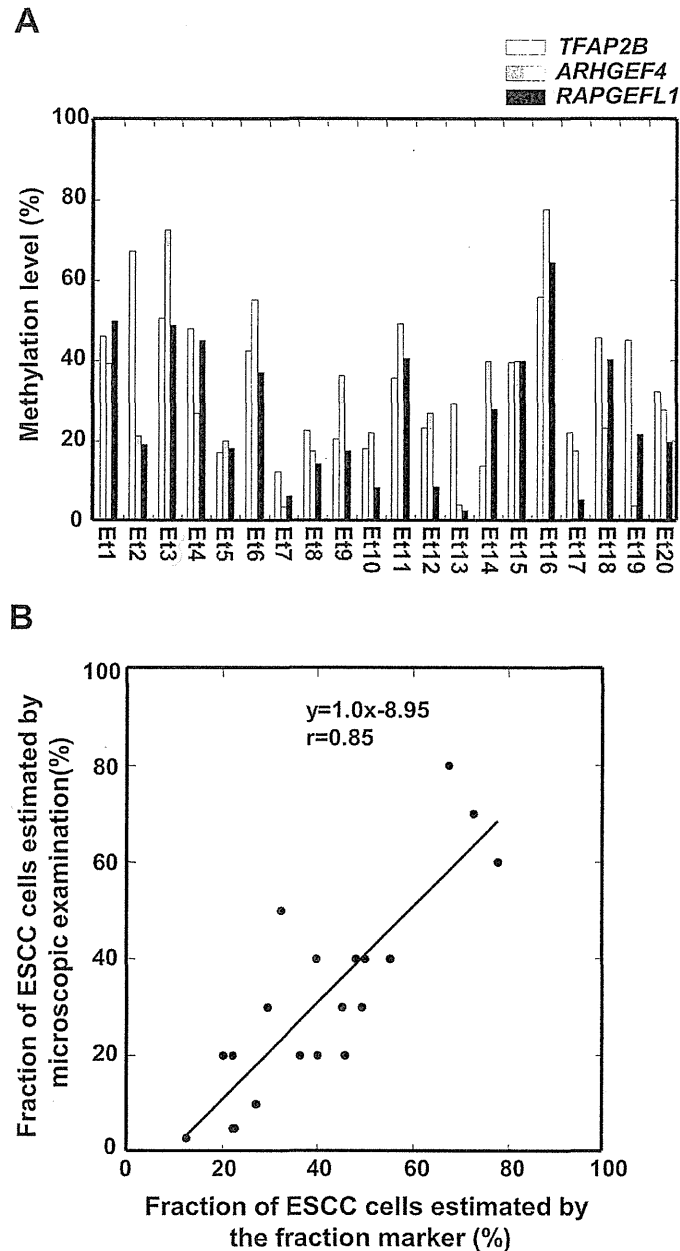 A
TFAP2B
ARHGEF4
RAPGEFL1
Methylation level (%)
100
80
60
40
20
0
Et1
Et2
Et3
Et4
Et5
Et6
Et7
Et8
Et9
Et10
Et11
Et12
Et13
Et14
Et15
Et16
Et17
Et18
Et19
Et20
B
Fraction of ESCC cells estimated by
microscopic examination(%)
100
80
60
40
20
0
y=1.0x-8.95
r=0.85
0 20 40 60 80 100
Fraction of ESCC cells estimated by
the fraction marker (%)